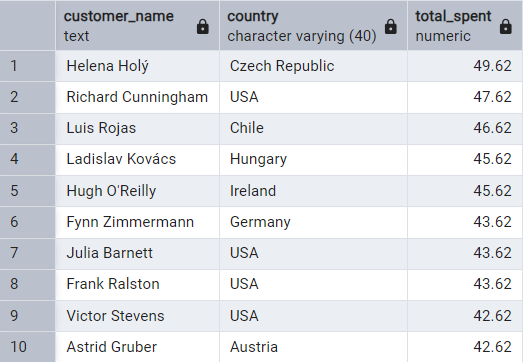 customer_name country total_spent
text character varying (40) numeric
1 Helena Holý Czech Republic 49.62
2 Richard Cunningham USA 47.62
3 Luis Rojas Chile 46.62
4 Ladislav Kovács Hungary 45.62
5 Hugh O'Reilly Ireland 45.62
6 Fynn Zimmermann Germany 43.62
7 Julia Barnett USA 43.62
8 Frank Ralston USA 43.62
9 Victor Stevens USA 42.62
10 Astrid Gruber Austria 42.62